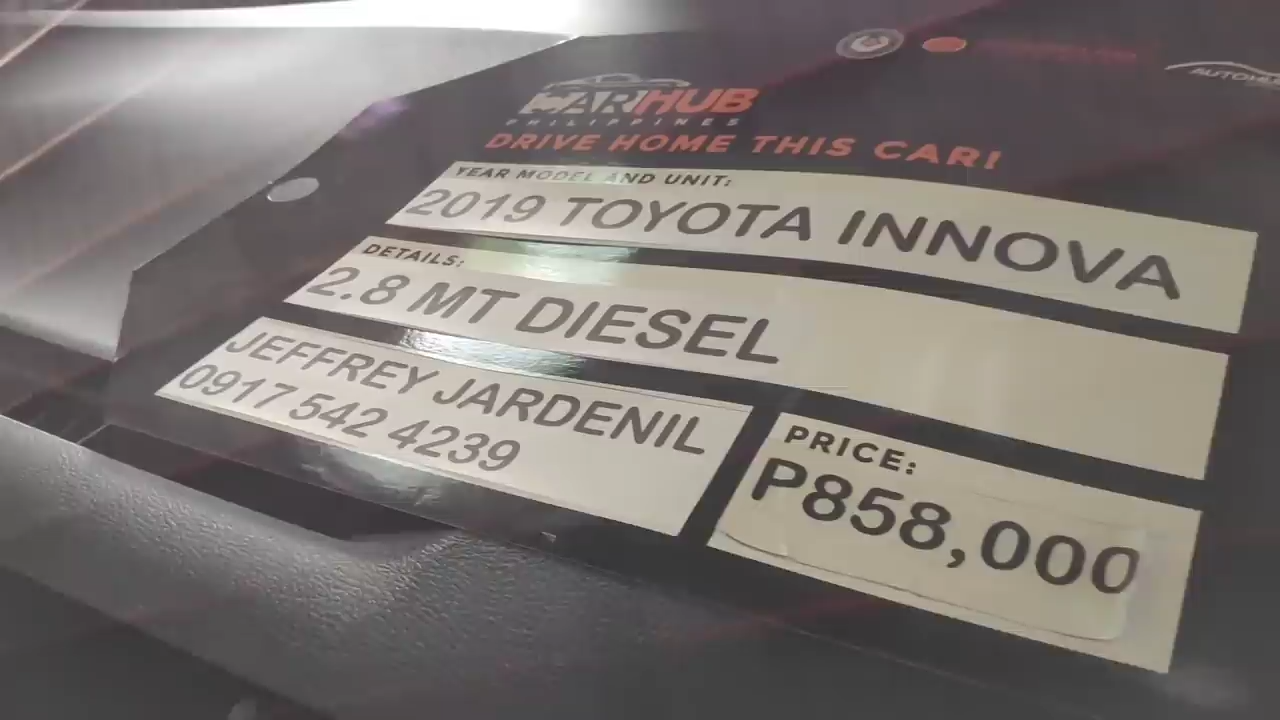 CARHUB
PHILIPPINES
DRIVE HOME THIS CAR!
YEAR MODEL AND UNIT:
2019 TOYOTA INNOVA
DETAILS:
2.8 MT DIESEL
JEFFREY JARDENIL
0917 542 4239
PRICE:
P858,000